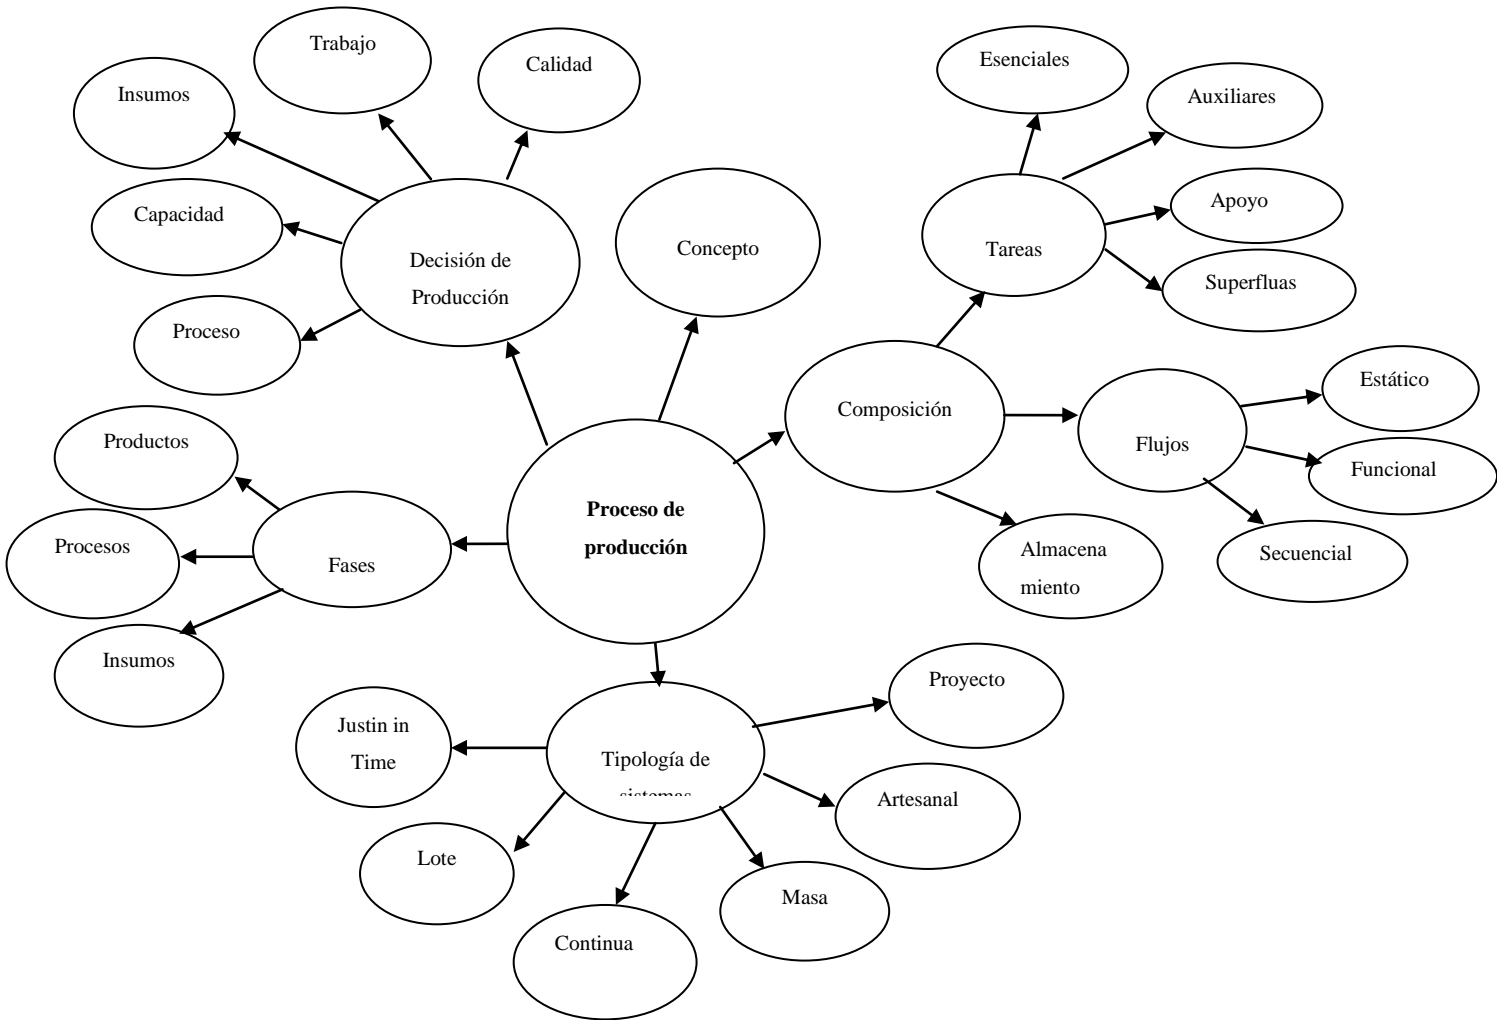 Trabajo
Calidad
Insumos
Capacidad
Decisión de
Producción
Proceso
Concepto
Esenciales
Auxiliares
Apoyo
Tareas
Superfluas
Composición
Estático
Flujos
Funcional
Secuencial
Almacena
miento
Proceso de
producción
Productos
Procesos
Fases
Insumos
Justin in
Time
Tipología de
sistemas
Proyecto
Artesanal
Lote
Masa
Continua